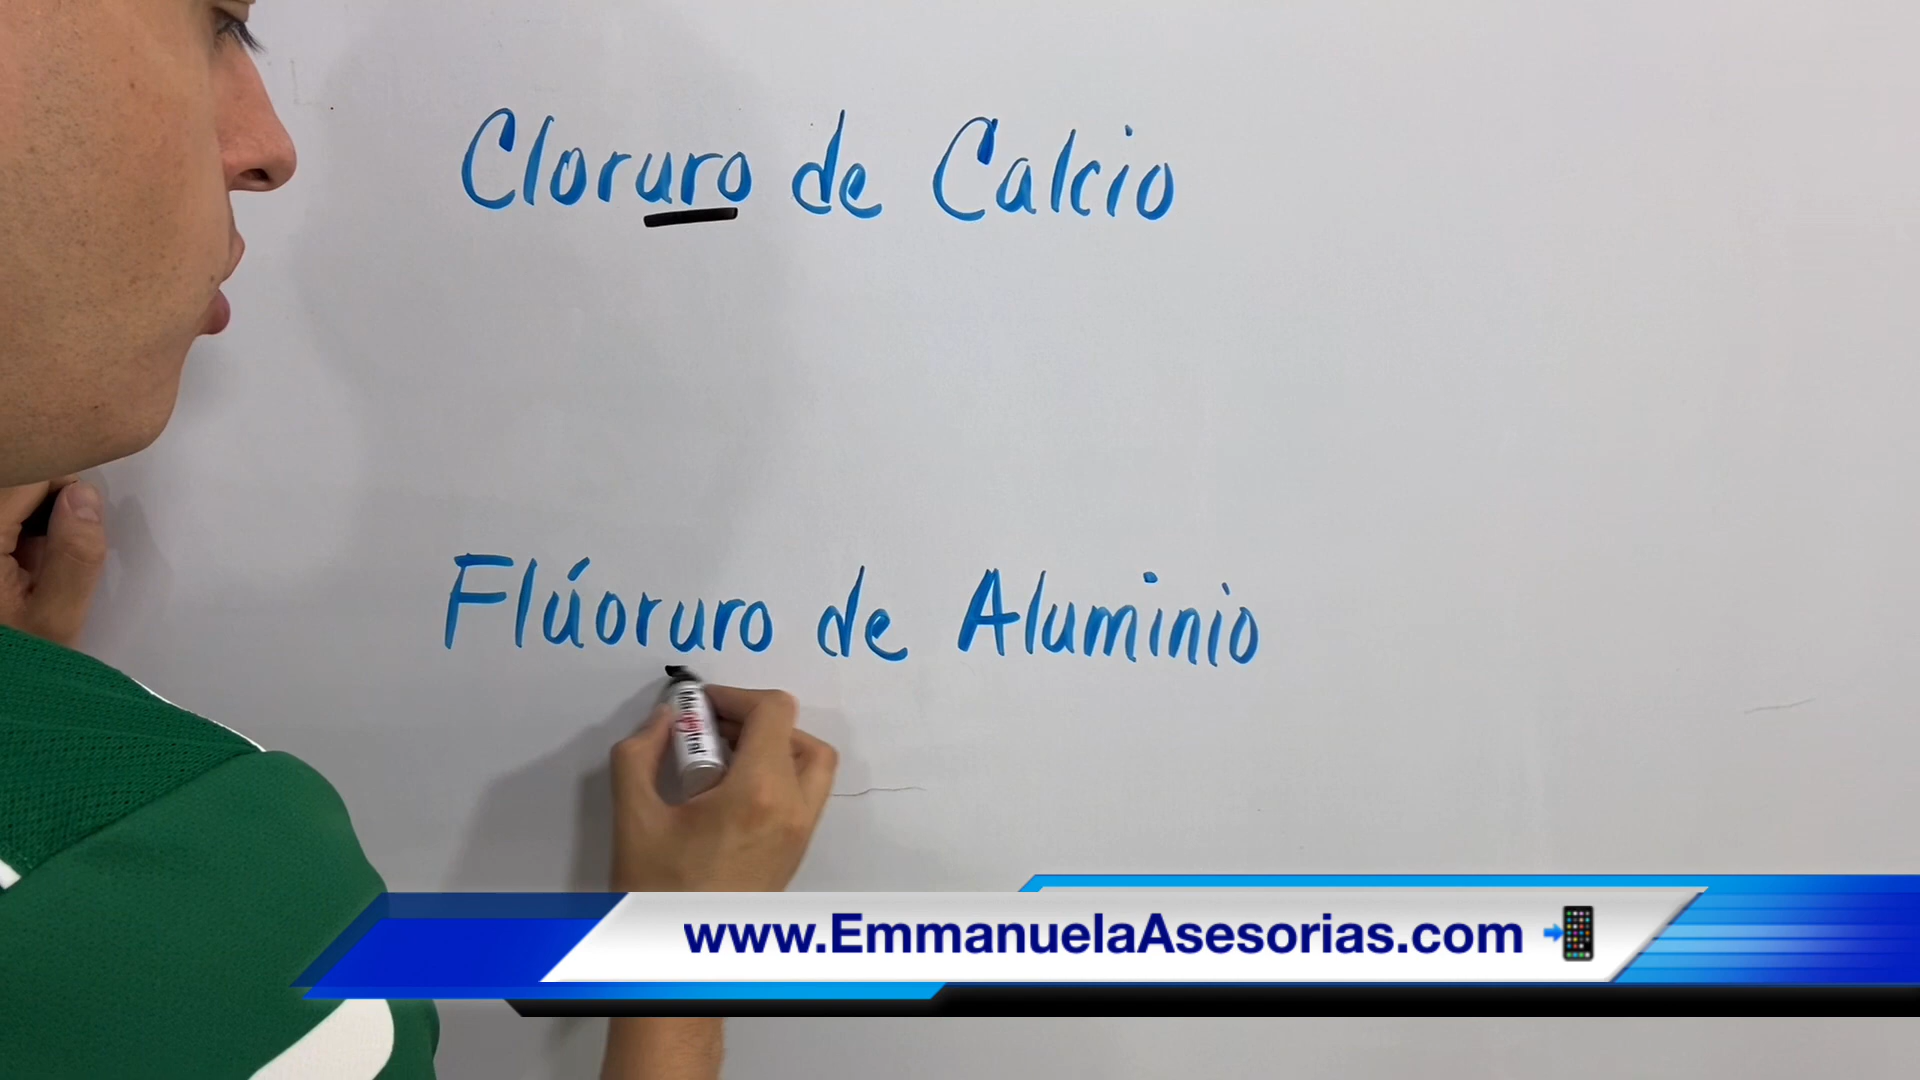 Cloruro de Calcio
Flúoruro de Aluminio
www.EmmanuelaAsesorias.com